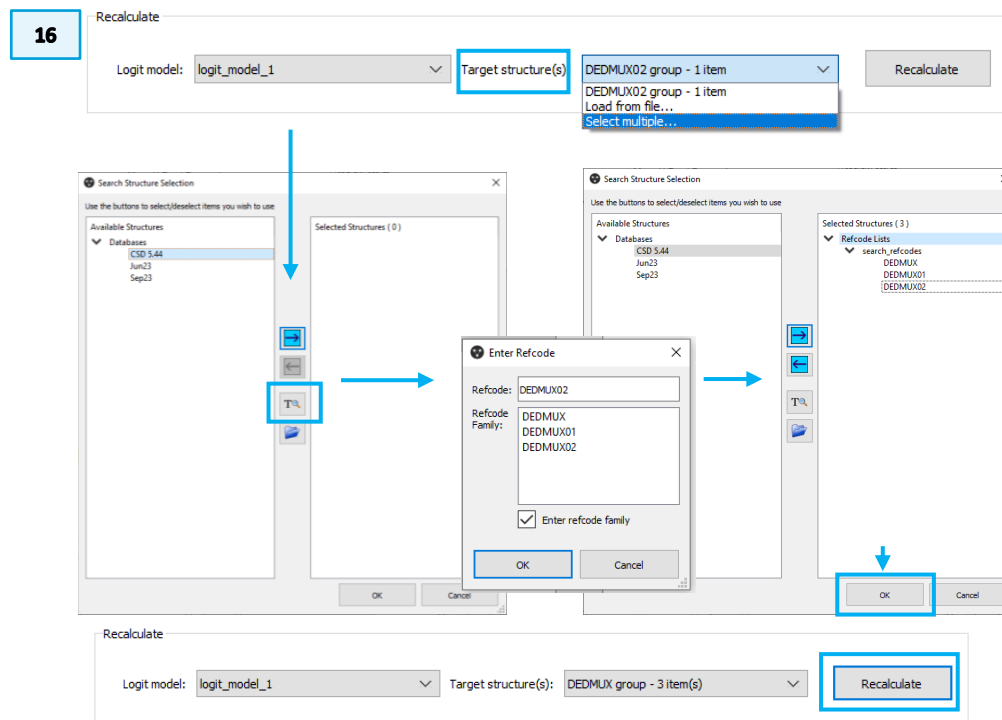 16
Recalculate
Logit model: logit_model_1 Target structure(s) DEDMUX02 group - 1 item Recalculate
DEDMUX02 group - 1 item
Load from file...
Select multiple...
Search Structure Selection
Use the buttons to select/deselect items you wish to use
Available Structures
Databases
CSD 5.44
Jun23
Sep23
Selected Structures ( 0 )
T
OK Cancel
Enter Refcode
Refcode: DEDMUX02
Refcode Family:
DEDMUX
DEDMUX01
DEDMUX02
Enter refcode family
OK Cancel
Search Structure Selection
Use the buttons to select/deselect items you wish to use
Available Structures
Databases
CSD 5.44
Jun23
Sep23
Selected Structures ( 3 )
Refcode Lists
search_refcodes
DEDMUX
DEDMUX01
DEDMUX02
T
OK Cancel
Recalculate
Logit model: logit_model_1 Target structure(s): DEDMUX group - 3 item(s) Recalculate